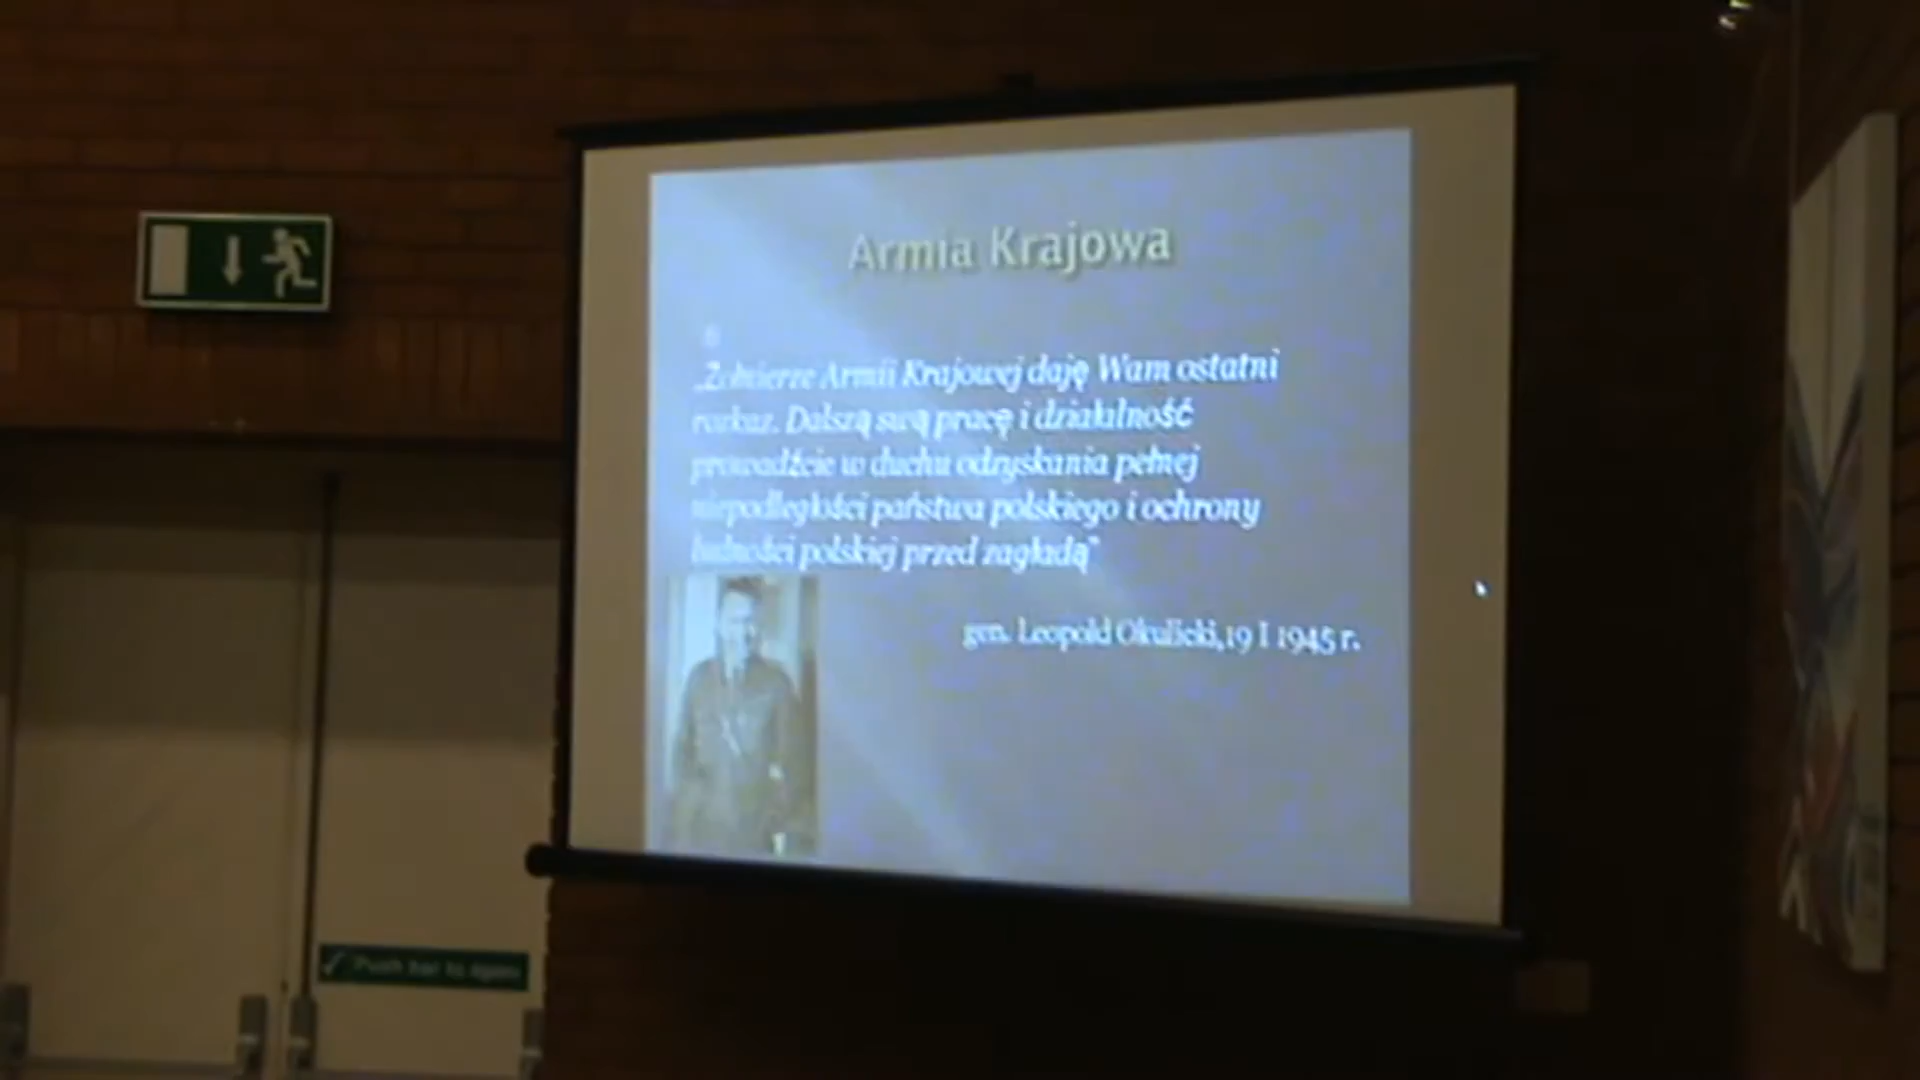 Armia Krajowa
„Żołnierze Armii Krajowej daję Wam ostatni
rozkaz. Dalszą swą pracę i działalność
prowadźcie w duchu odzyskania pełnej
niepodległości państwa polskiego i ochrony
ludności polskiej przed zagładą”
gen. Leopold Okulicki,19 I 1945 r.
Push bar to open